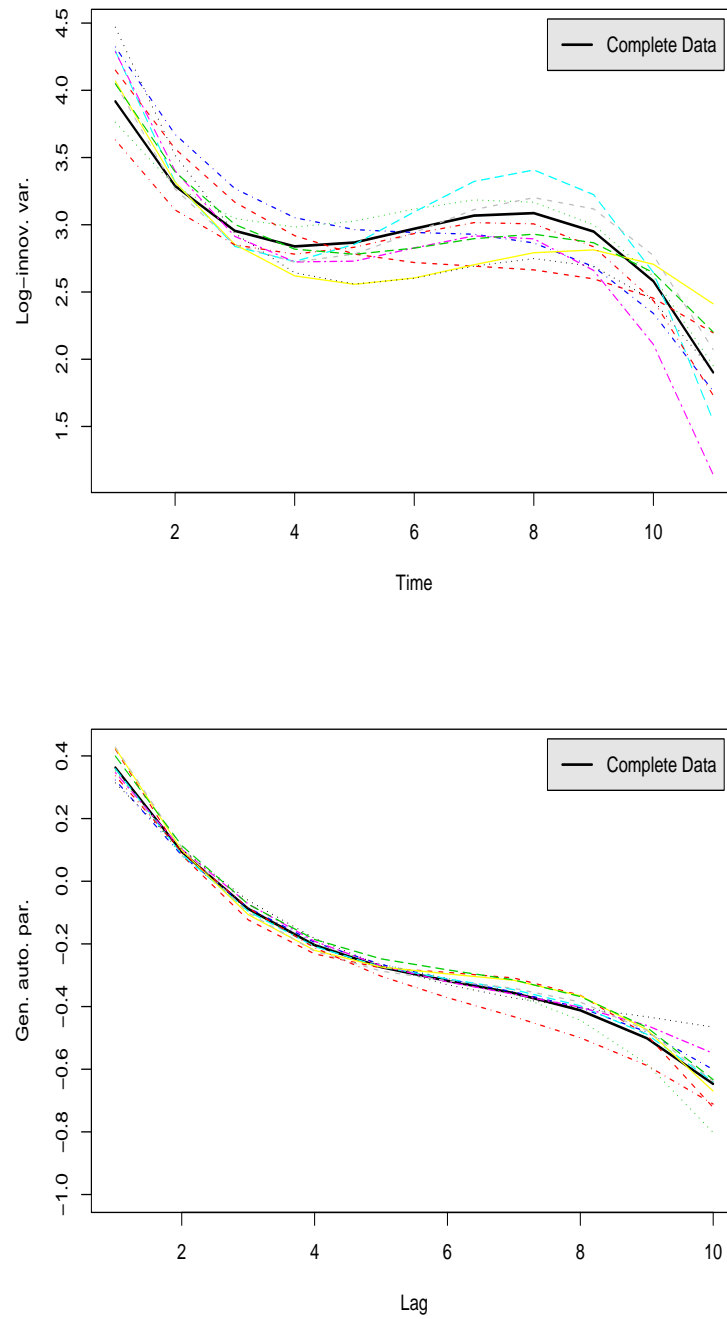 Complete Data
Log−innov. var.
4.5
4.0
3.5
3.0
2.5
2.0
1.5
2 4 6 8 10
Time
Complete Data
Gen. auto. par.
0.4
0.2
0.0
−0.2
−0.4
−0.6
−0.8
−1.0
2 4 6 8 10
Lag